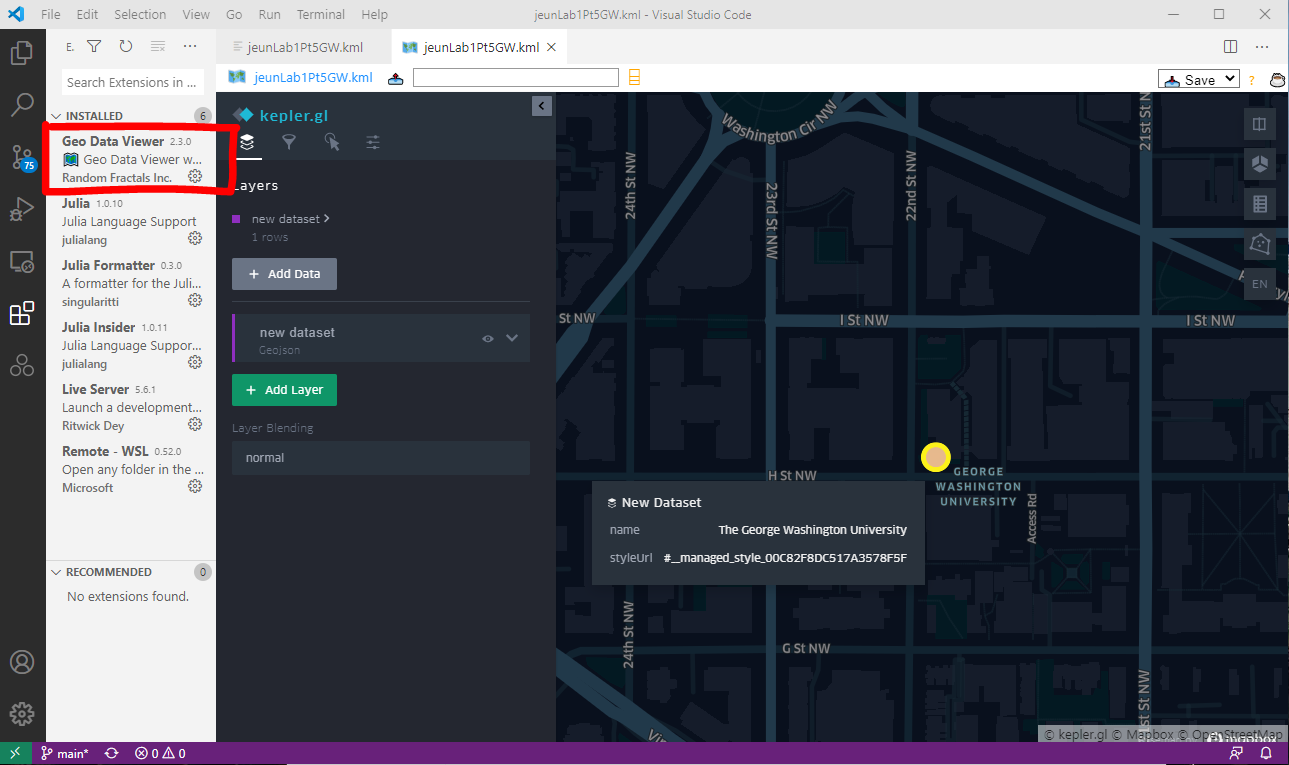 File Edit Selection View Go Run Terminal Help
jeunLab1Pt5GW.kml - Visual Studio Code
E.
jeunLab1Pt5GW.kml
jeunLab1Pt5GW.kml
Search Extensions in ...
jeunLab1Pt5GW.kml
Save
?
INSTALLED 6
Geo Data Viewer 2.3.0
Geo Data Viewer w...
Random Fractals Inc.
75
Julia 1.0.10
Julia Language Support
julialang
Julia Formatter 0.3.0
A formatter for the Juli...
singularitti
Julia Insider 1.0.11
Julia Language Suppor...
julialang
Live Server 5.6.1
Launch a development...
Ritwick Dey
Remote - WSL 0.52.0
Open any folder in the ...
Microsoft
RECOMMENDED 0
No extensions found.
kepler.gl
Layers
new dataset
1 rows
+ Add Data
new dataset
Geojson
+ Add Layer
Layer Blending
normal
Washington Cir NW
24th St NW
23rd St NW
22nd St NW
21st St N
EN
St NW
I St NW
I St NW
H St NW
GEORGE
WASHINGTON
UNIVERSITY
Access Rd
New Dataset
name The George Washington University
styleUrl #__managed_style_00C82F8DC517A3578F5F
24th St NW
G St NW
1st St NW
© kepler.gl © Mapbox © OpenStreetMap
main* 0 0